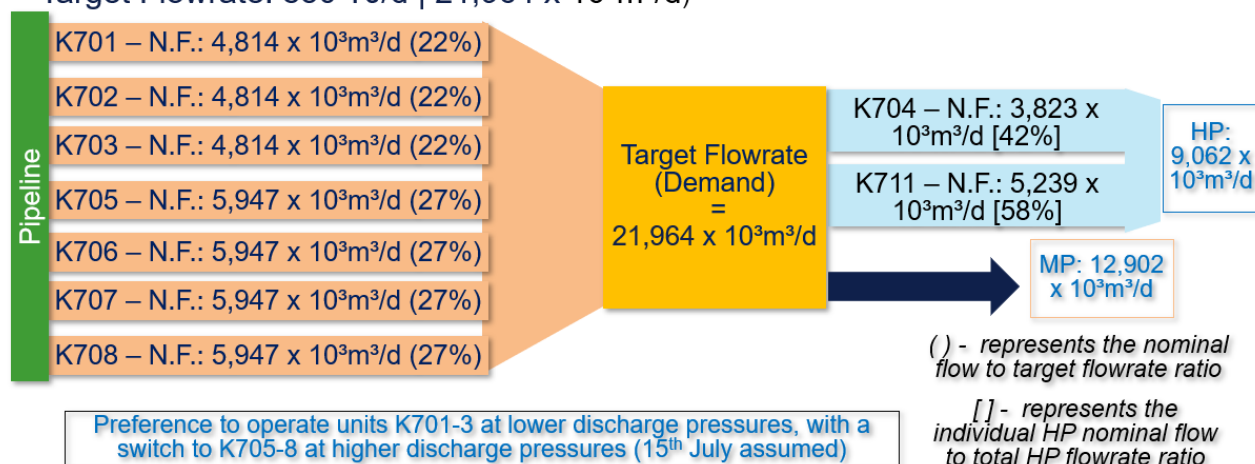 Target Flowrate:
Pipeline
K701 – N.F.: 4,814 x 10³m³/d (22%)
K702 – N.F.: 4,814 x 10³m³/d (22%)
K703 – N.F.: 4,814 x 10³m³/d (22%)
K705 – N.F.: 5,947 x 10³m³/d (27%)
K706 – N.F.: 5,947 x 10³m³/d (27%)
K707 – N.F.: 5,947 x 10³m³/d (27%)
K708 – N.F.: 5,947 x 10³m³/d (27%)
Target Flowrate
(Demand)
=
21,964 x 10³m³/d
K704 – N.F.: 3,823 x
10³m³/d [42%]
K711 – N.F.: 5,239 x
10³m³/d [58%]
HP:
9,062 x
10³m³/d
MP: 12,902
x 10³m³/d
( ) - represents the nominal
flow to target flowrate ratio
[ ] - represents the
individual HP nominal flow
to total HP flowrate ratio
Preference to operate units K701-3 at lower discharge pressures, with a
switch to K705-8 at higher discharge pressures (15th July assumed)